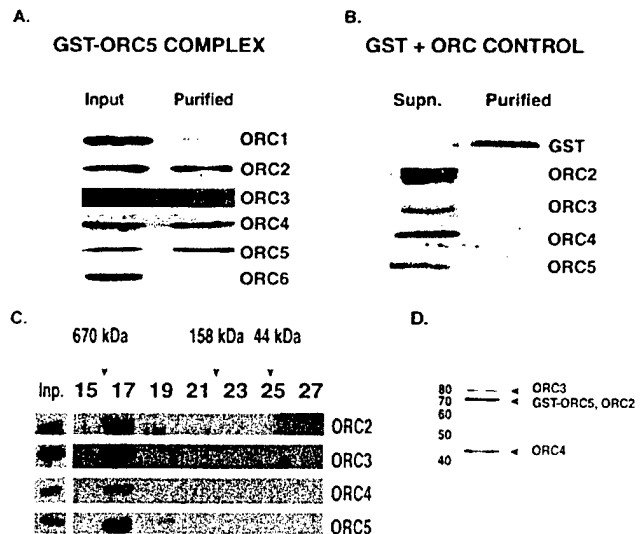 A.
GST-ORC5 COMPLEX
Input Purified
ORC1
ORC2
ORC3
ORC4
ORC5
ORC6
B.
GST + ORC CONTROL
Supn. Purified
GST
ORC2
ORC3
ORC4
ORC5
C.
670 kDa 158 kDa 44 kDa
Inp. 15 17 19 21 23 25 27
ORC2
ORC3
ORC4
ORC5
D.
80 ORC3
70 GST-ORC5, ORC2
60
50
40 ORC4